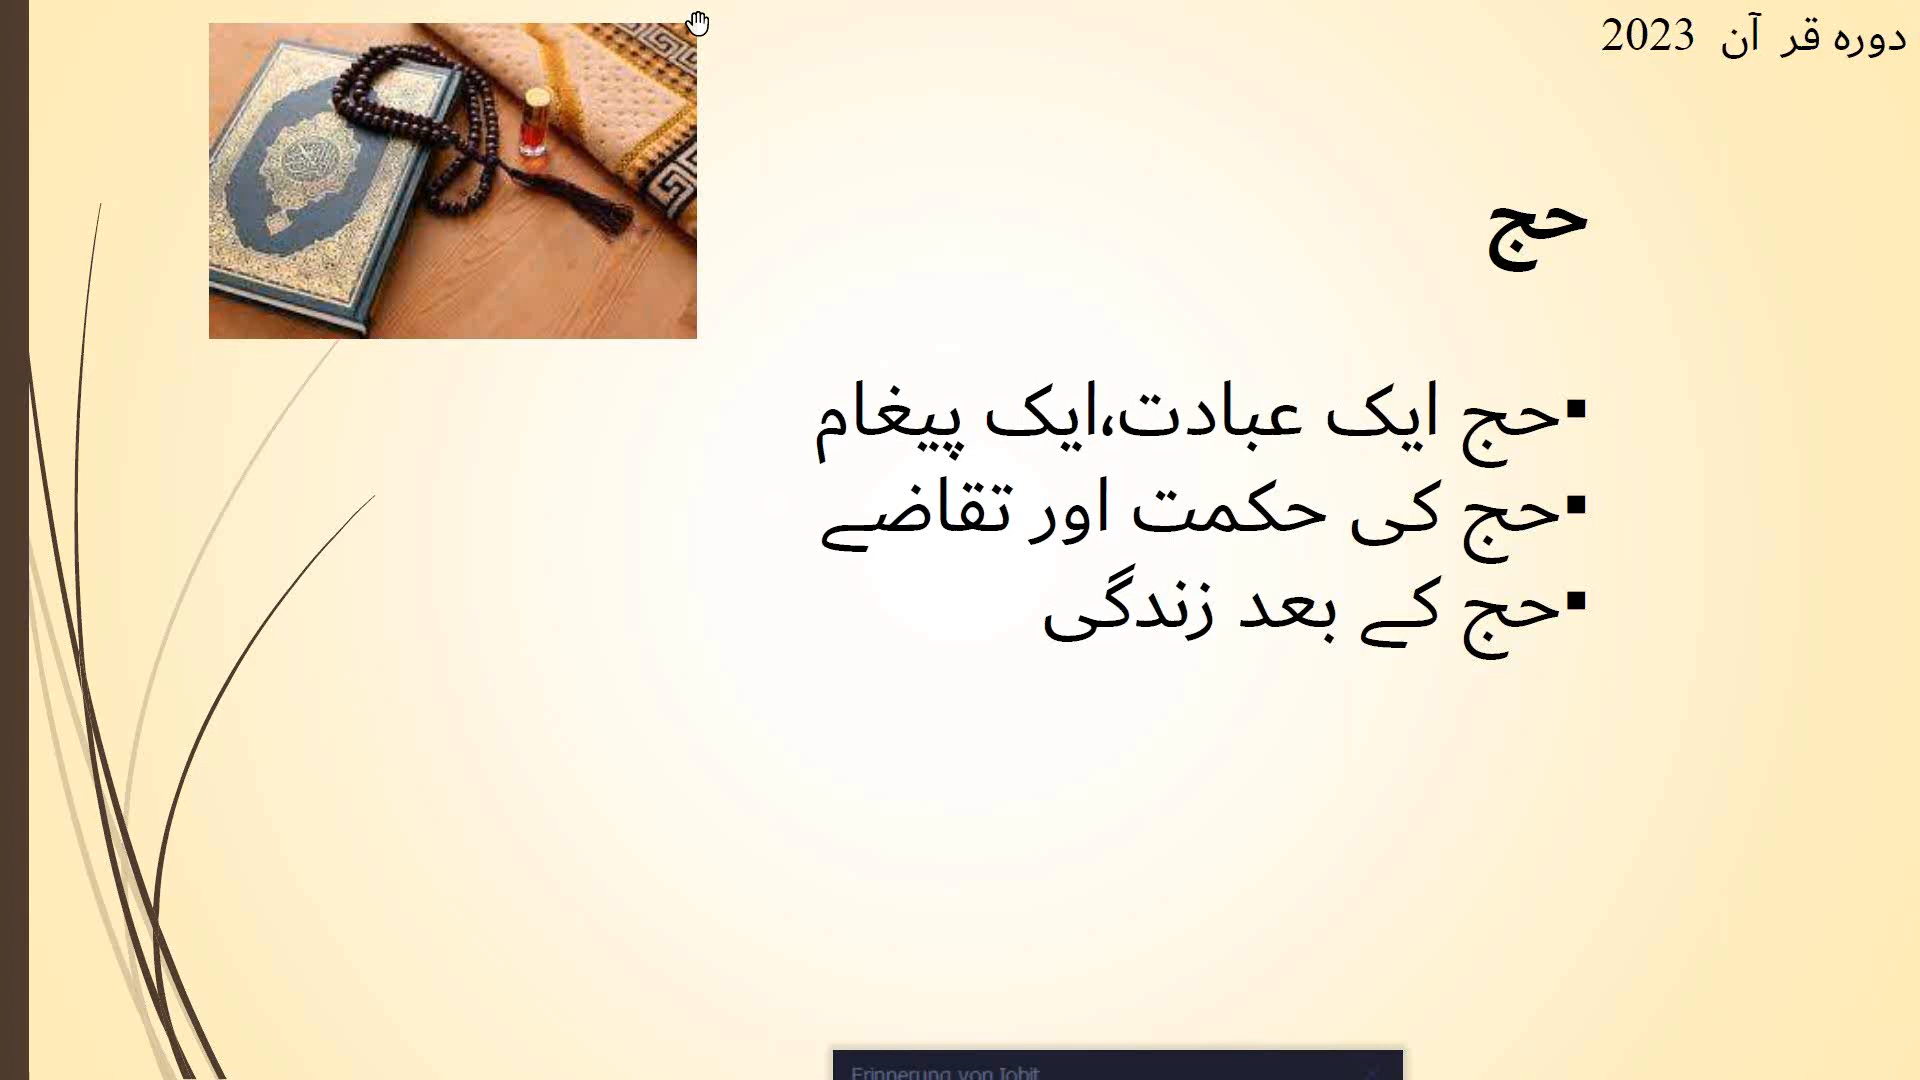 دورہ قر آن 2023
حج
▪حج ایک عبادت،ایک پیغام
▪حج کی حکمت اور تقاضے
▪حج کے بعد زندگی
Erinnerung von Iobit